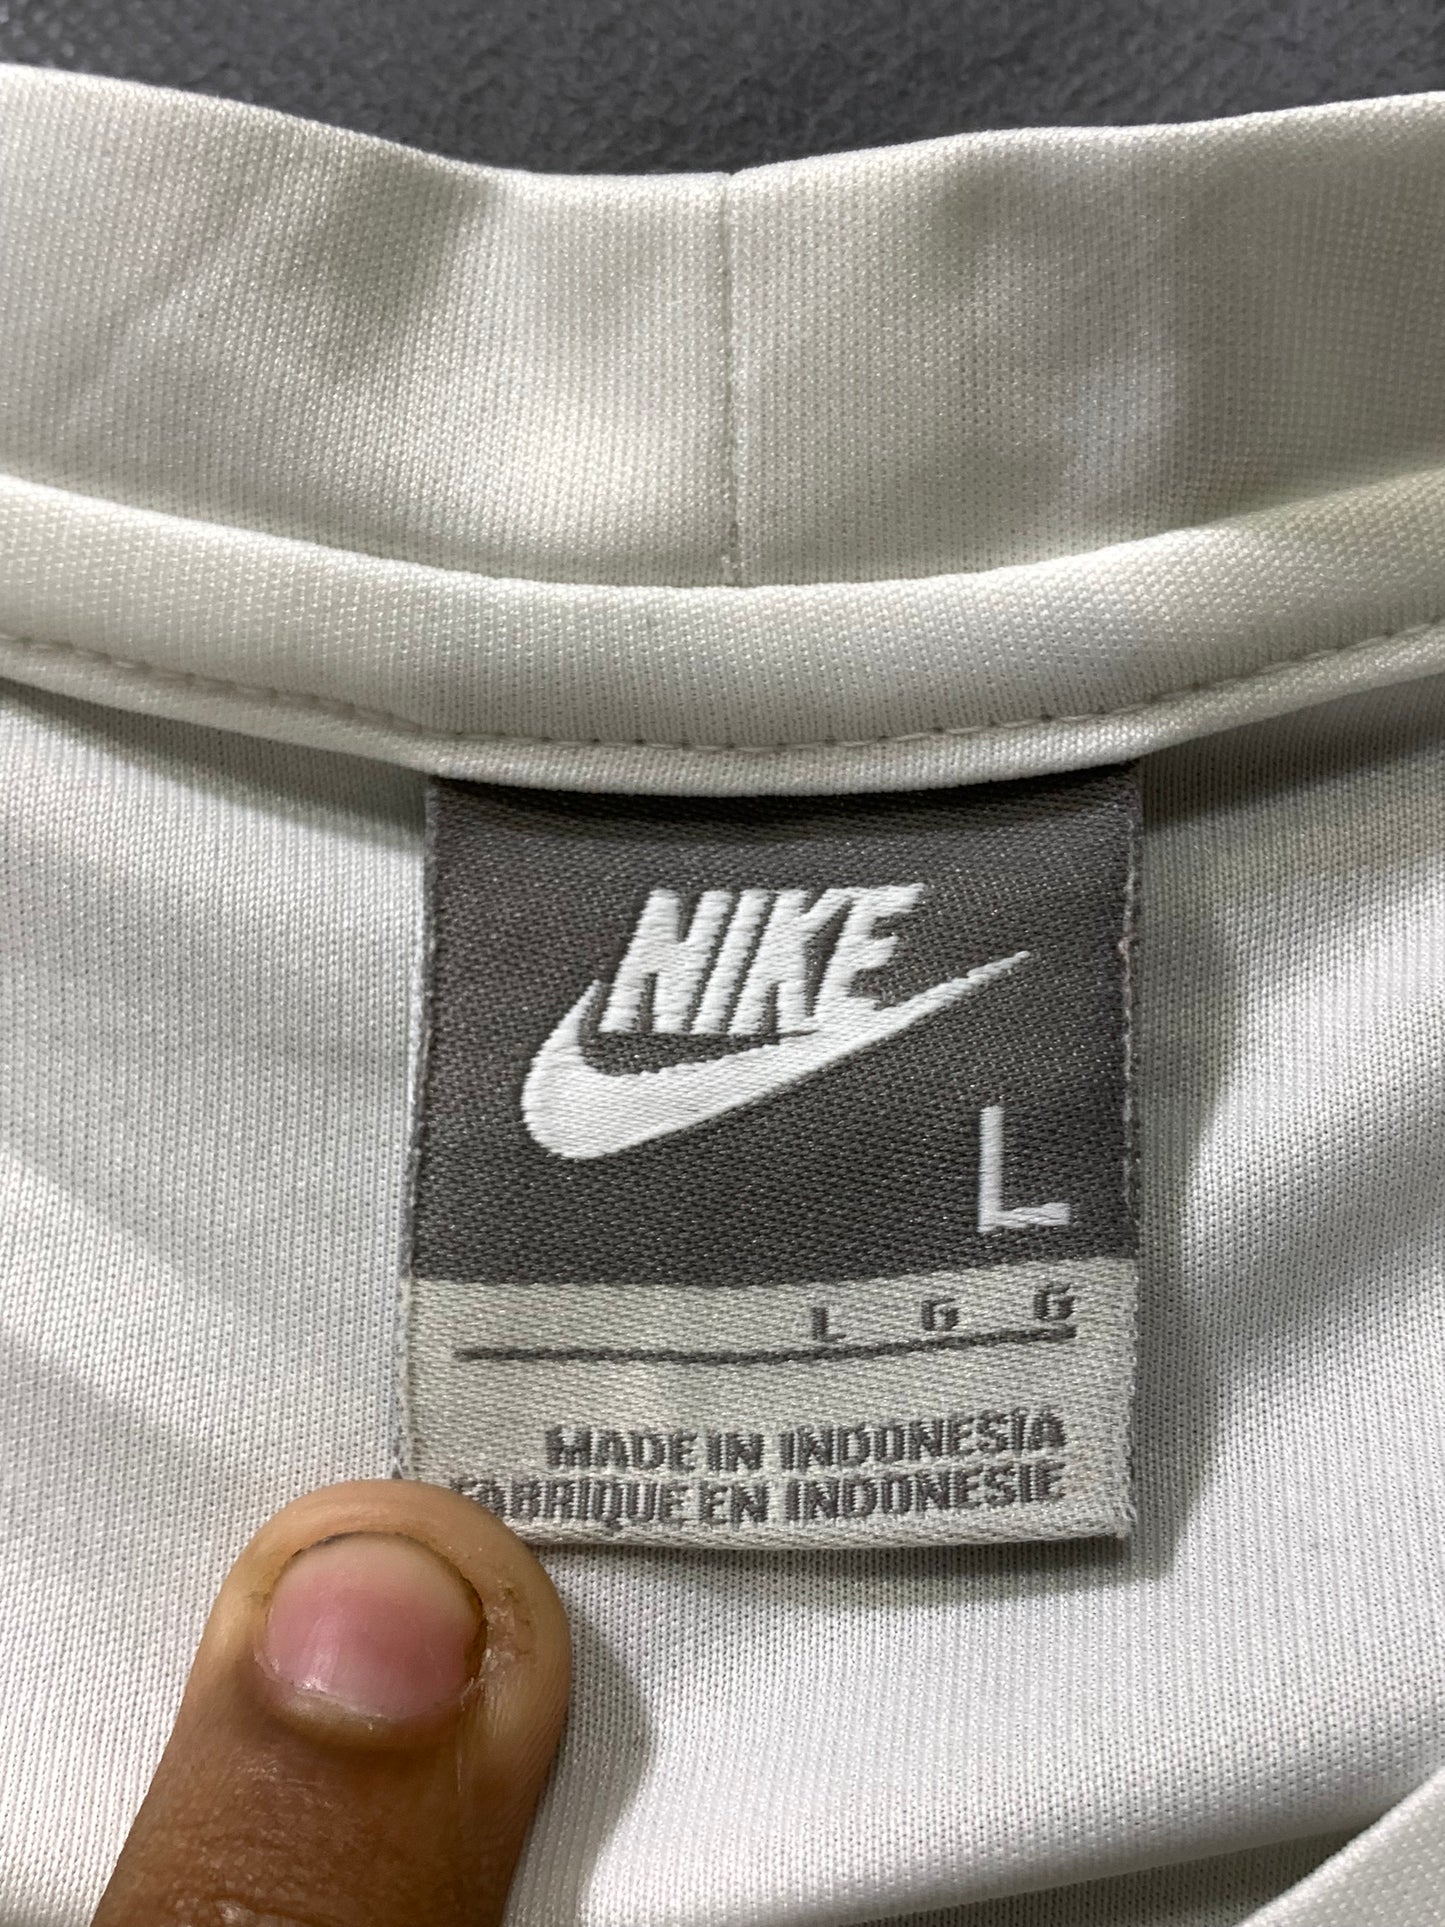 NIKE
L
L G G
MADE IN INDONESIA
FABRIQUE EN INDONESIE